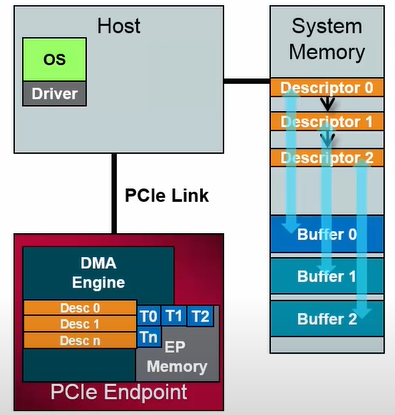 Host
OS
Driver
System
Memory
Descriptor 0
Descriptor 1
Descriptor 2
Buffer 0
Buffer 1
Buffer 2
PCIe Link
DMA
Engine
Desc 0
Desc 1
Desc n
T0
T1
T2
Tn
EP
Memory
PCIe Endpoint